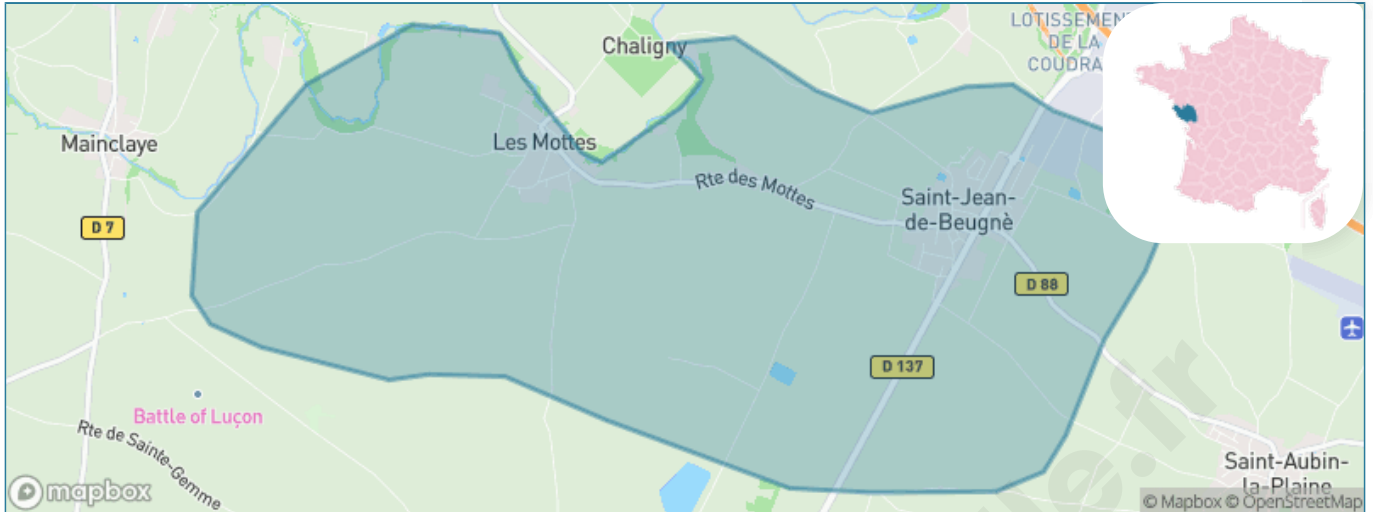 LOTISSEMEN
DE LA
COUDRA
Chaligny
Mainclaye
Les Mottes
Rte des Mottes
Saint-Jean-
de-Beugnè
D 7
D 88
D 137
Battle of Luçon
Rte de Sainte-Gemme
Saint-Aubin-
la-Plaine
mapbox
© Mapbox © OpenStreetMap